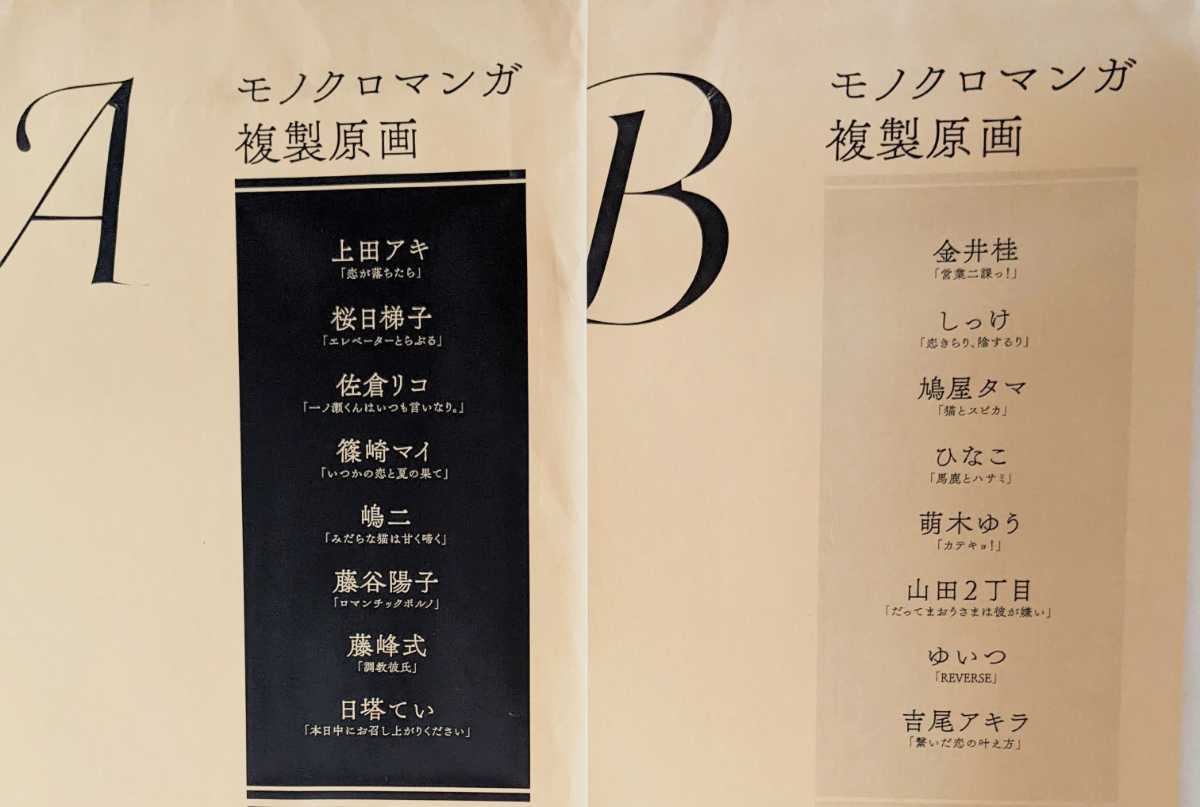 A
モノクロマンガ
複製原画
上田アキ
「恋が落ちたら」
桜日梯子
「エレベーターとらぶる」
佐倉リコ
「一ノ瀬くんはいつも言いなり。」
篠崎マイ
「いつかの恋と夏の果て」
嶋二
「みだらな猫は甘く啼く」
藤谷陽子
「ロマンチックポルノ」
藤峰式
「調教彼氏」
日塔てい
「本日中にお召し上がりください」
B
モノクロマンガ
複製原画
金井桂
「営業二課っ!」
しっけ
「恋きらり、陰するり」
鳩屋タマ
「猫とスピカ」
ひなこ
「馬鹿とハサミ」
萌木ゆう
「カテキョ!」
山田2丁目
「だってまおうさまは彼が嫌い」
ゆいつ
「REVERSE」
吉尾アキラ
「繋いだ恋の叶え方」